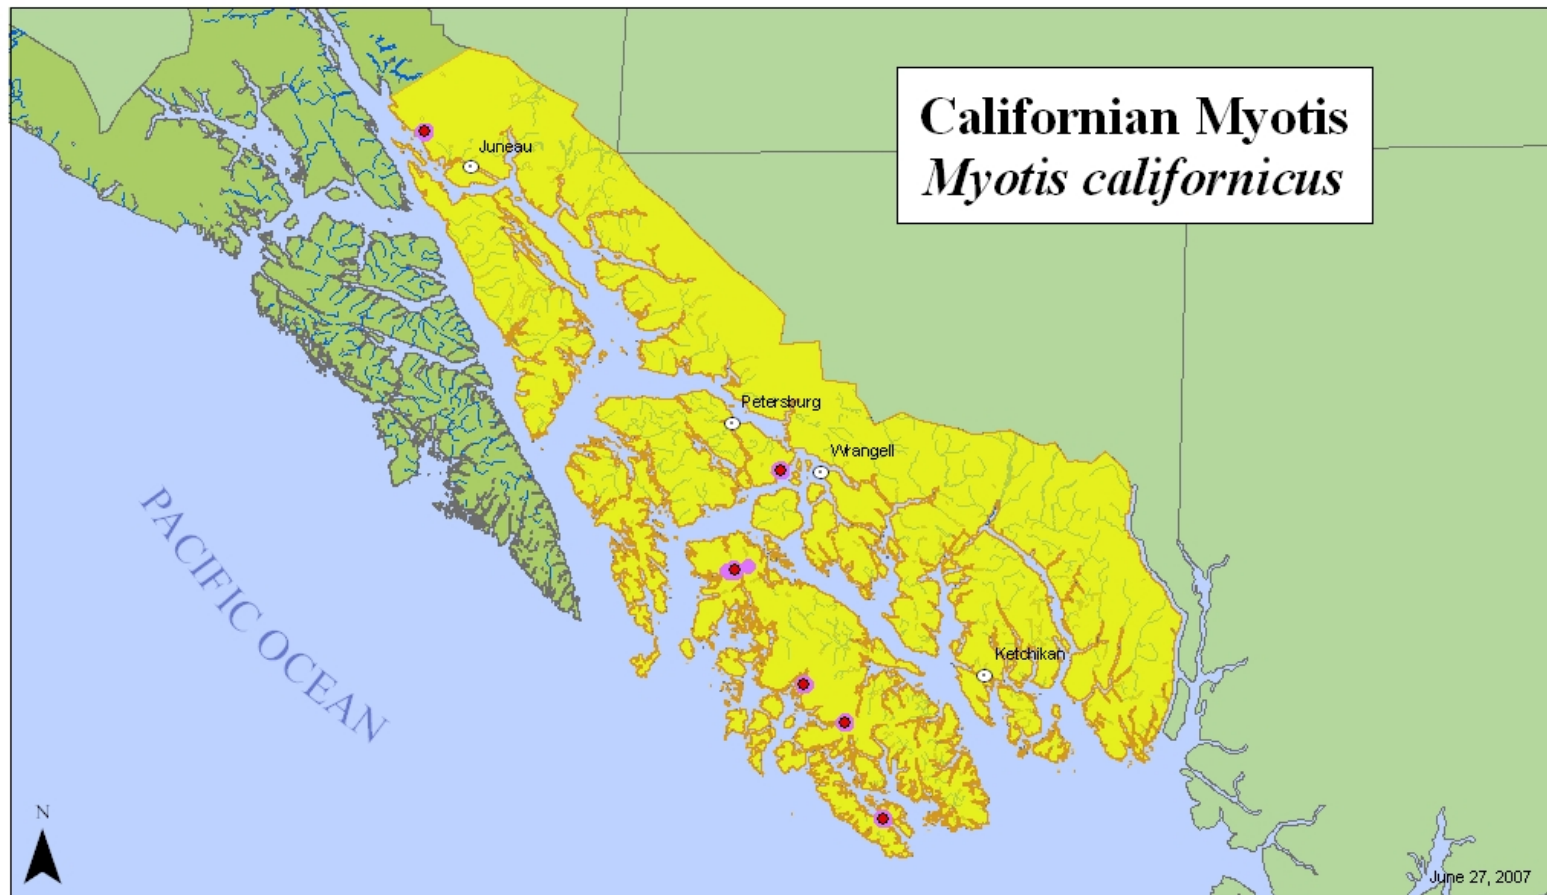 Californian Myotis
Myotis californicus
Juneau
Petersburg
Wrangell
Ketchikan
PACIFIC OCEAN
N
June 27, 2007